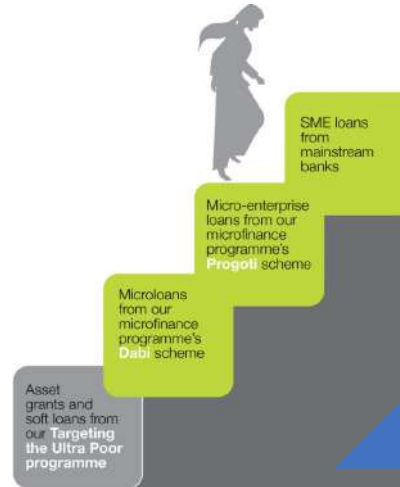 SME loans
from
mainstream
banks
Micro-enterprise
loans from our
microfinance
programme's
Progoti scheme
Microloans
from our
microfinance
programme's
Dabi scheme
Asset
grants and
soft loans from
our Targeting
the Ultra Poor
programme